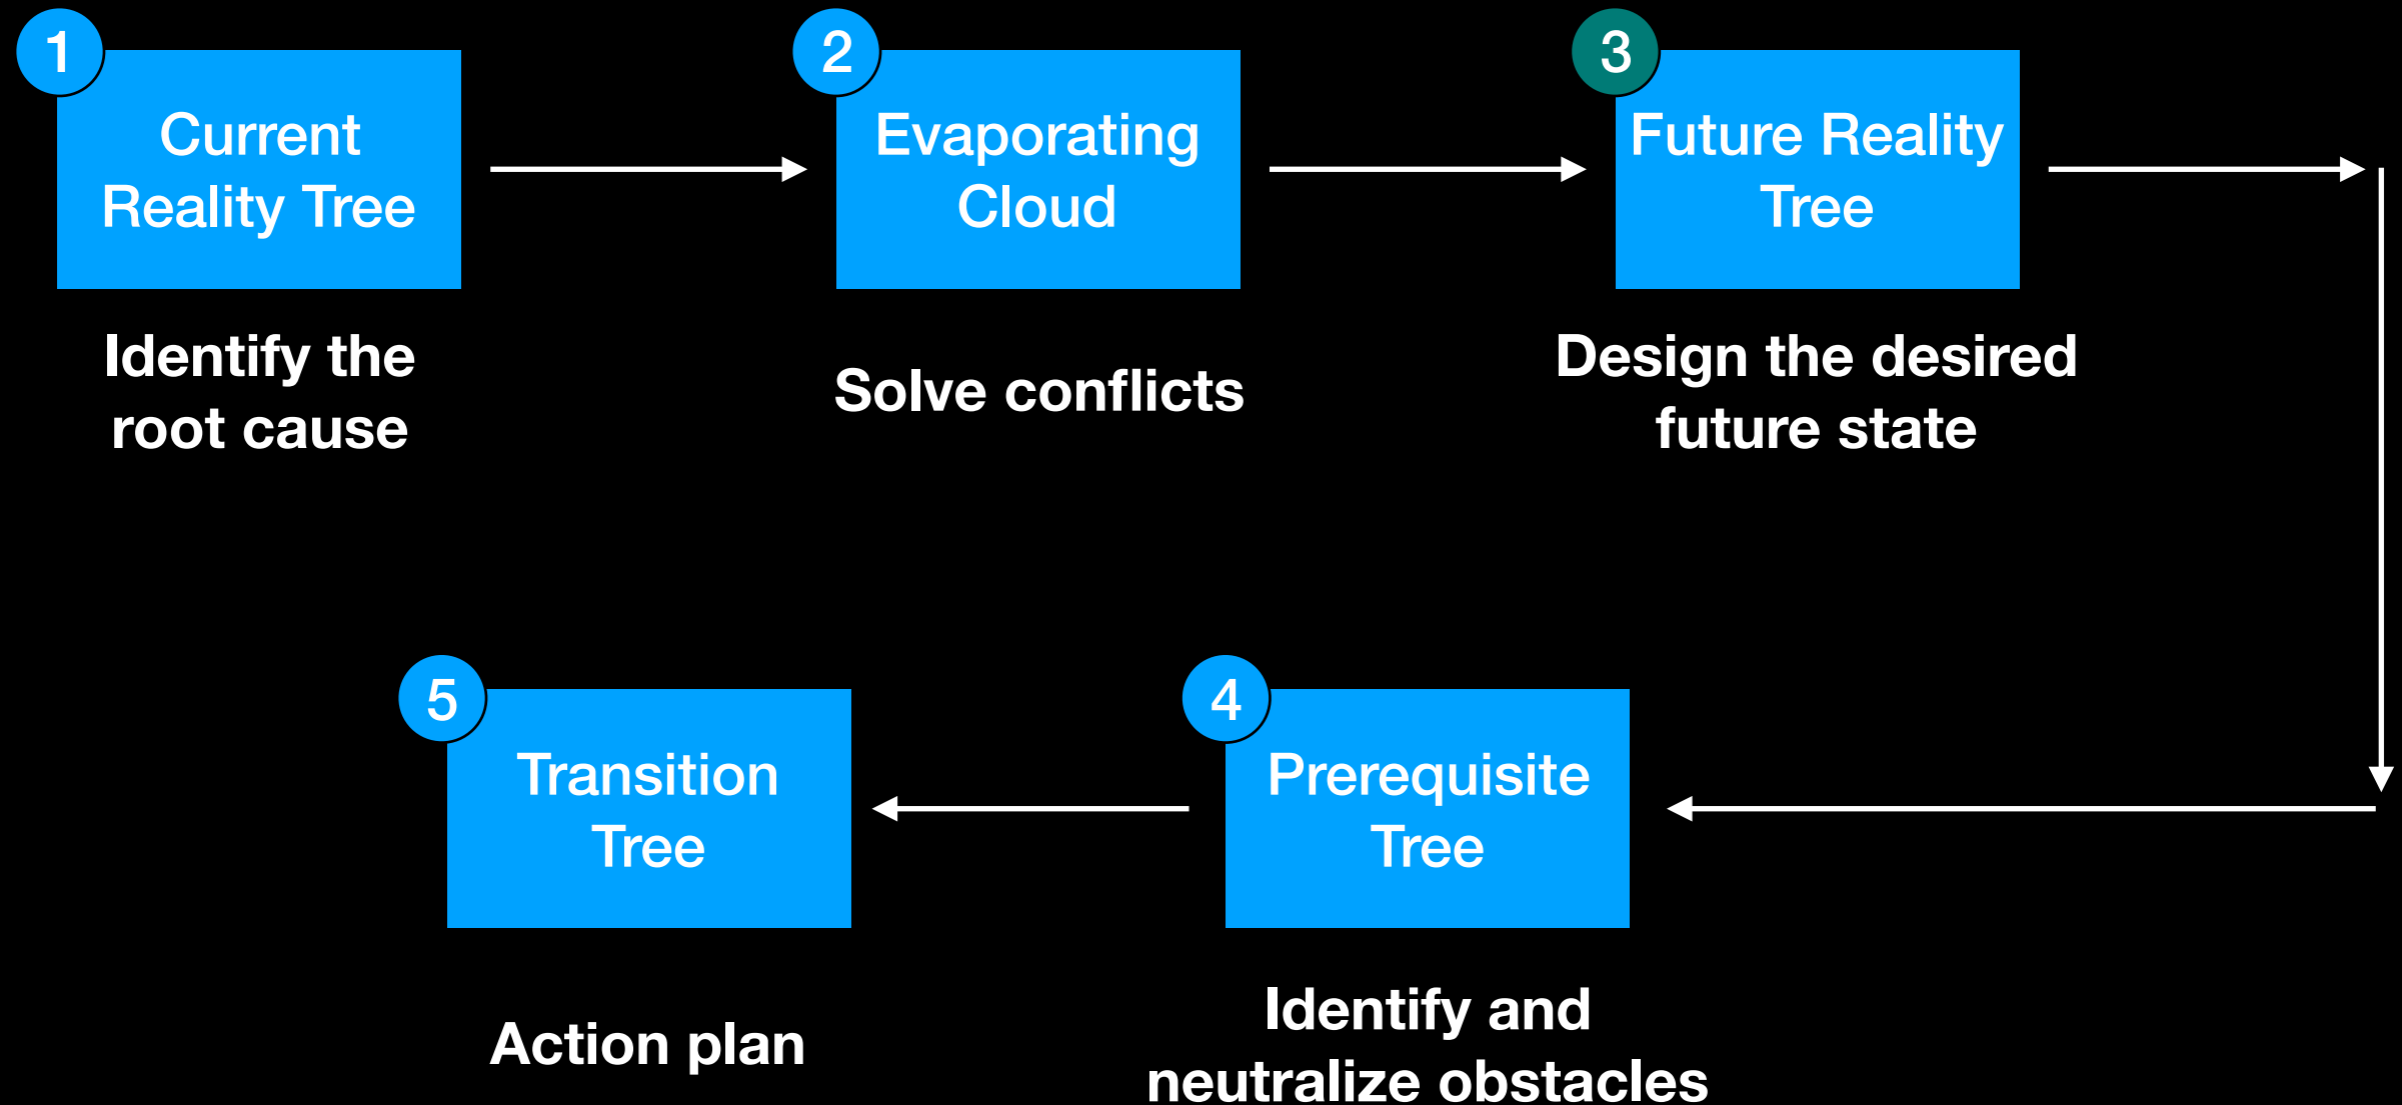 1
Current
Reality Tree
Identify the
root cause
2
Evaporating
Cloud
Solve conflicts
3
Future Reality
Tree
Design the desired
future state
4
Prerequisite
Tree
Identify and
neutralize obstacles
5
Transition
Tree
Action plan